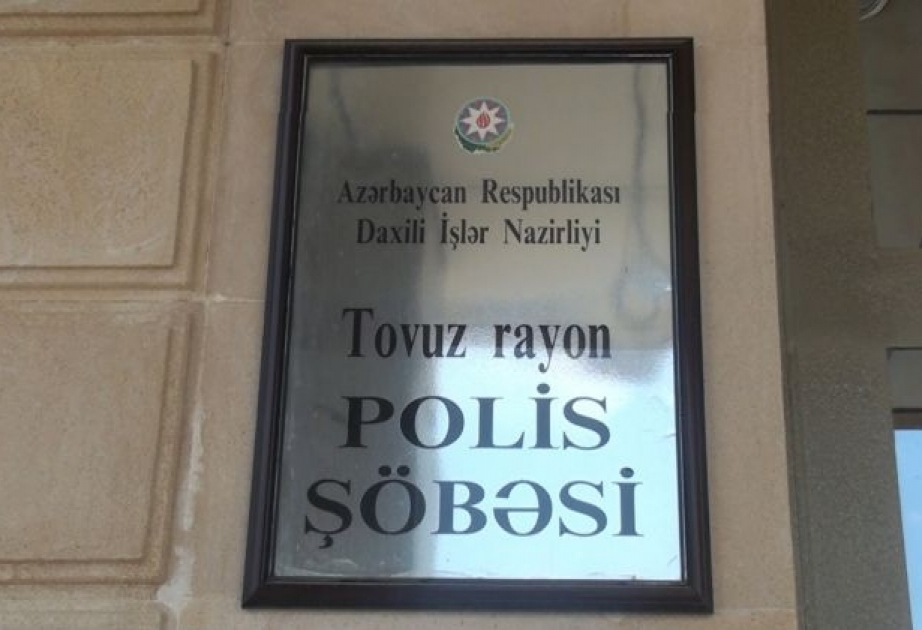 Azərbaycan Respublikası
Daxili İşlər Nazirliyi
Tovuz rayon
POLİS
ŞÖBƏSİ